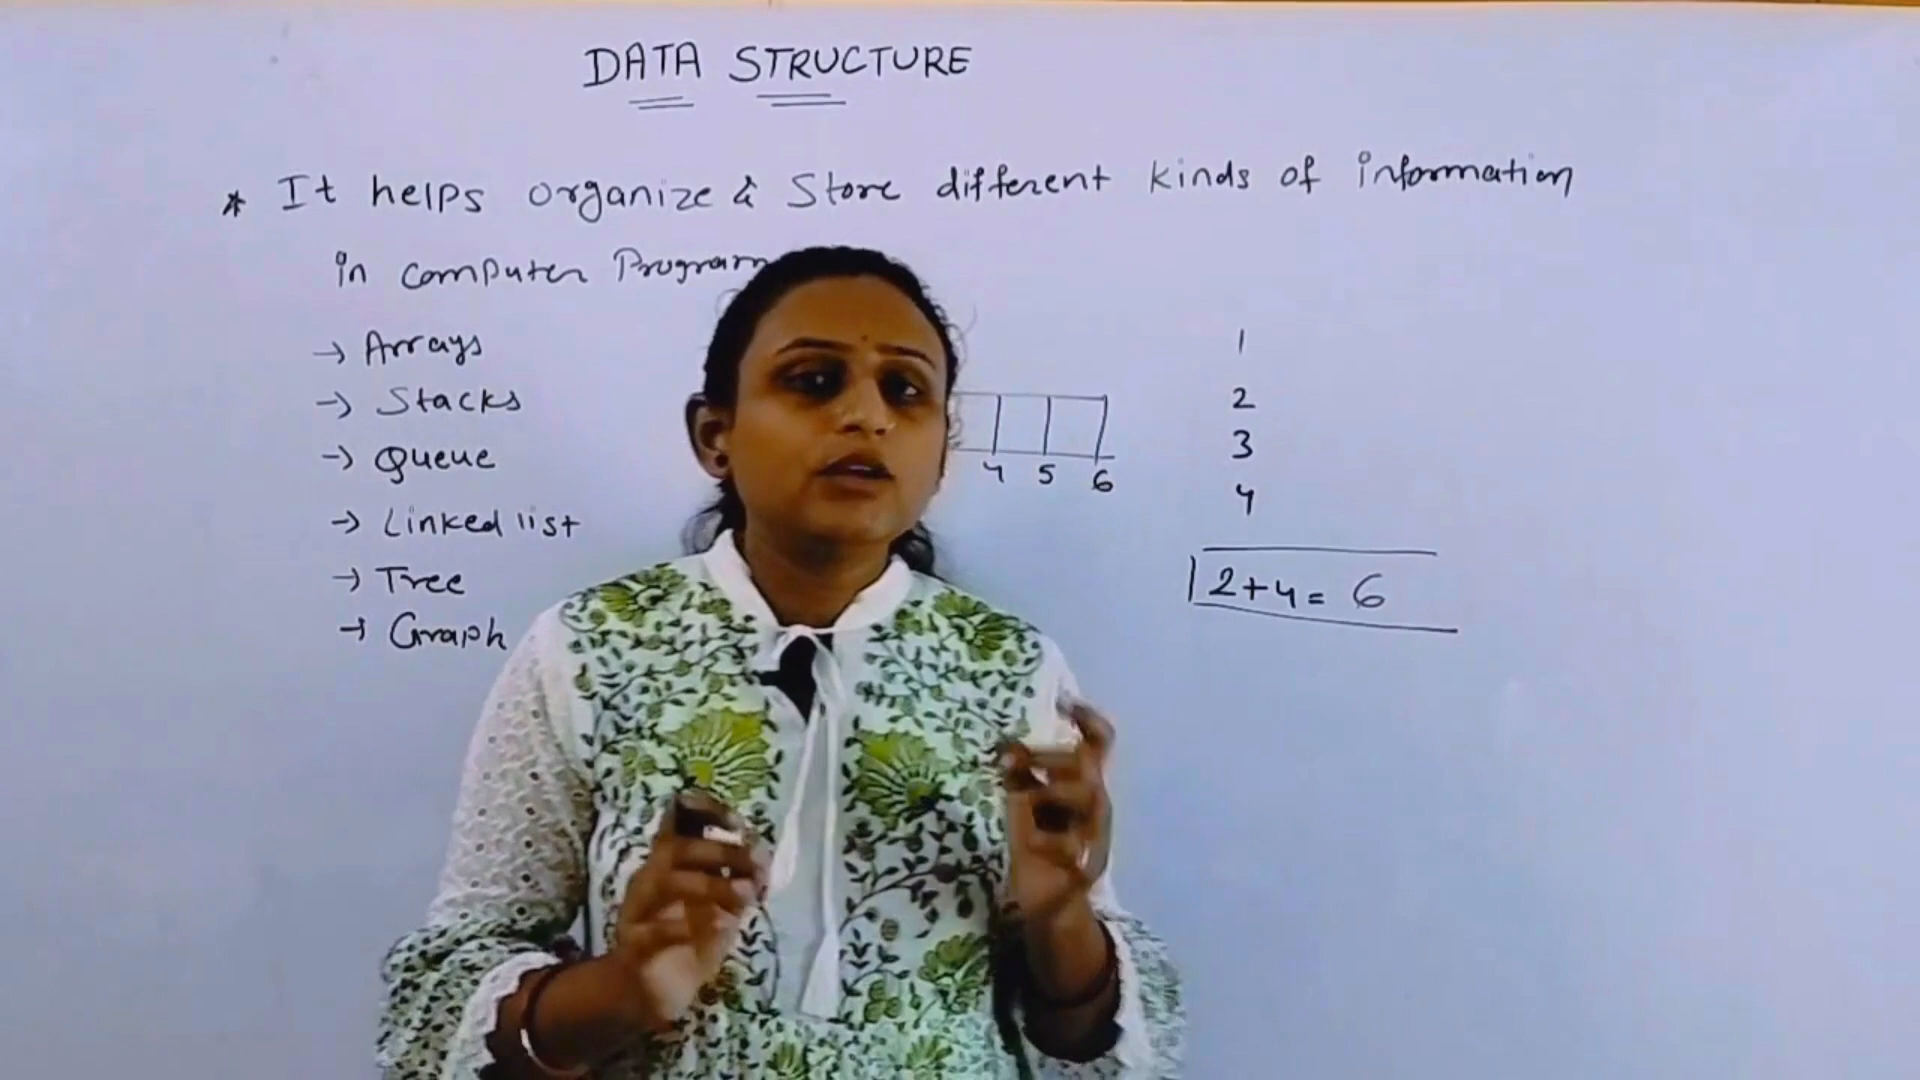 DATA STRUCTURE
* It helps organize & Store different kinds of information
in computer Program
→ Arrays
→ Stacks
→ Queue
→ Linked list
→ Tree
→ Graph
4 5 6
1
2
3
4
2+4= 6